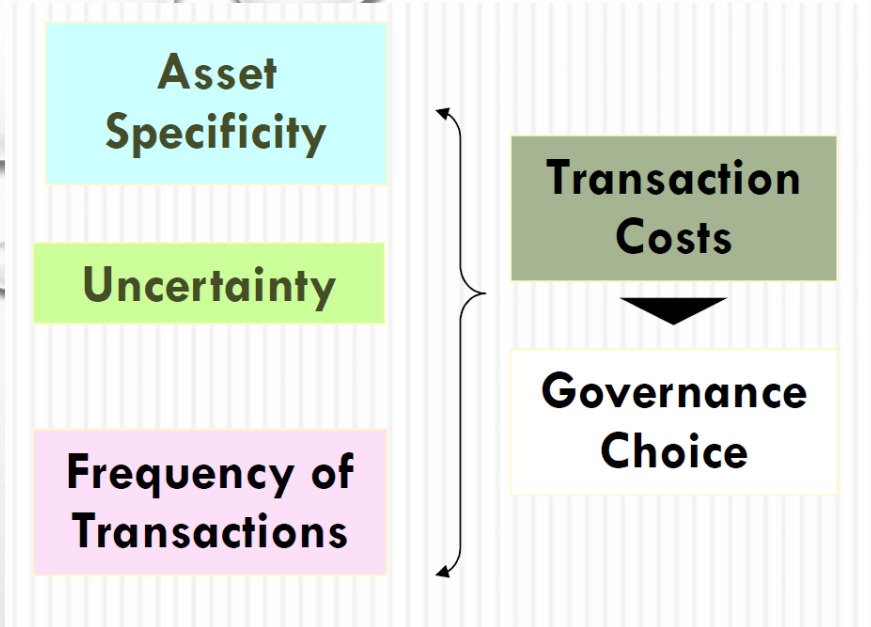 Asset
Specificity
Uncertainty
Frequency of
Transactions
Transaction
Costs
Governance
Choice